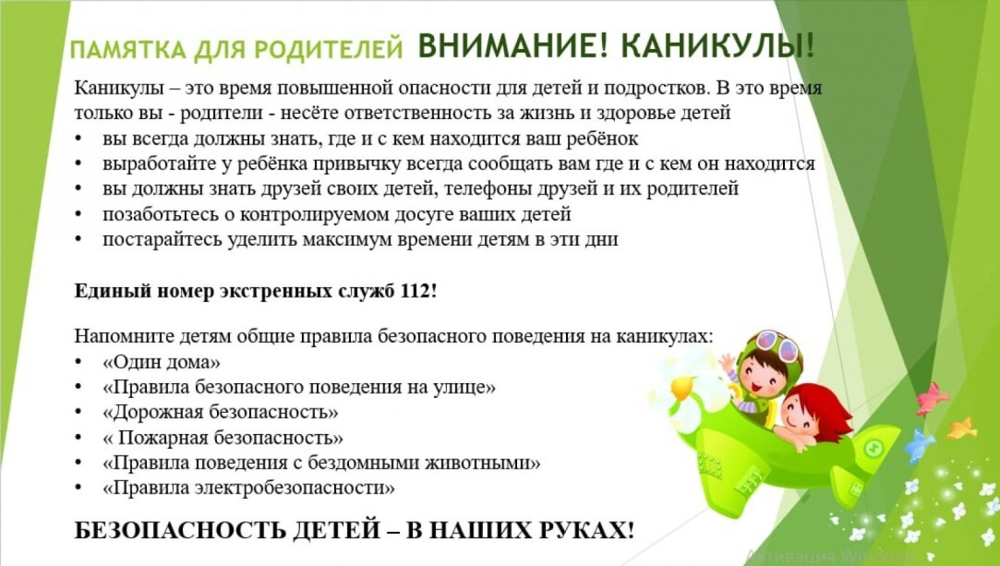 ПАМЯТКА ДЛЯ РОДИТЕЛЕЙ ВНИМАНИЕ! КАНИКУЛЫ!
Каникулы – это время повышенной опасности для детей и подростков. В это время
только вы - родители - несёте ответственность за жизнь и здоровье детей
• вы всегда должны знать, где и с кем находится ваш ребёнок
• выработайте у ребёнка привычку всегда сообщать вам где и с кем он находится
• вы должны знать друзей своих детей, телефоны друзей и их родителей
• позаботьтесь о контролируемом досуге ваших детей
• постарайтесь уделить максимум времени детям в эти дни
Единый номер экстренных служб 112!
Напомните детям общие правила безопасного поведения на каникулах:
• «Один дома»
• «Правила безопасного поведения на улице»
• «Дорожная безопасность»
• « Пожарная безопасность»
• «Правила поведения с бездомными животными»
• «Правила электробезопасности»
БЕЗОПАСНОСТЬ ДЕТЕЙ – В НАШИХ РУКАХ!
Активация Windows